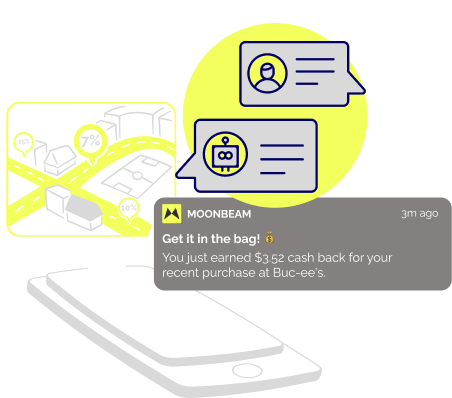 15%
7%
10%
MOONBEAM
3m ago
Get it in the bag! 💰
You just earned $3.52 cash back for your
recent purchase at Buc-ee's.